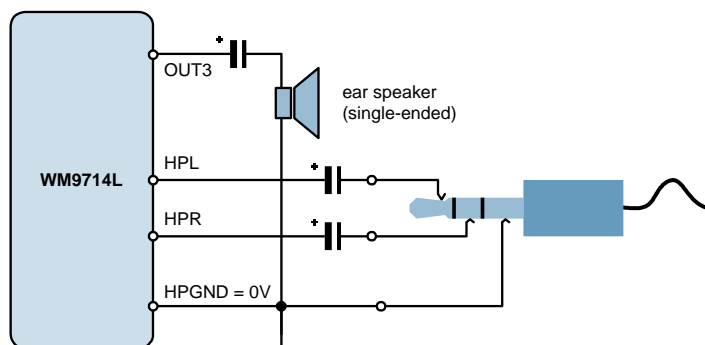 OUT3
ear speaker
(single-ended)
HPL
WM9714L
HPR
HPGND = 0V